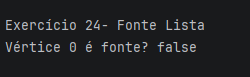 Exercício 24- Fonte Lista
Vértice 0 é fonte? false